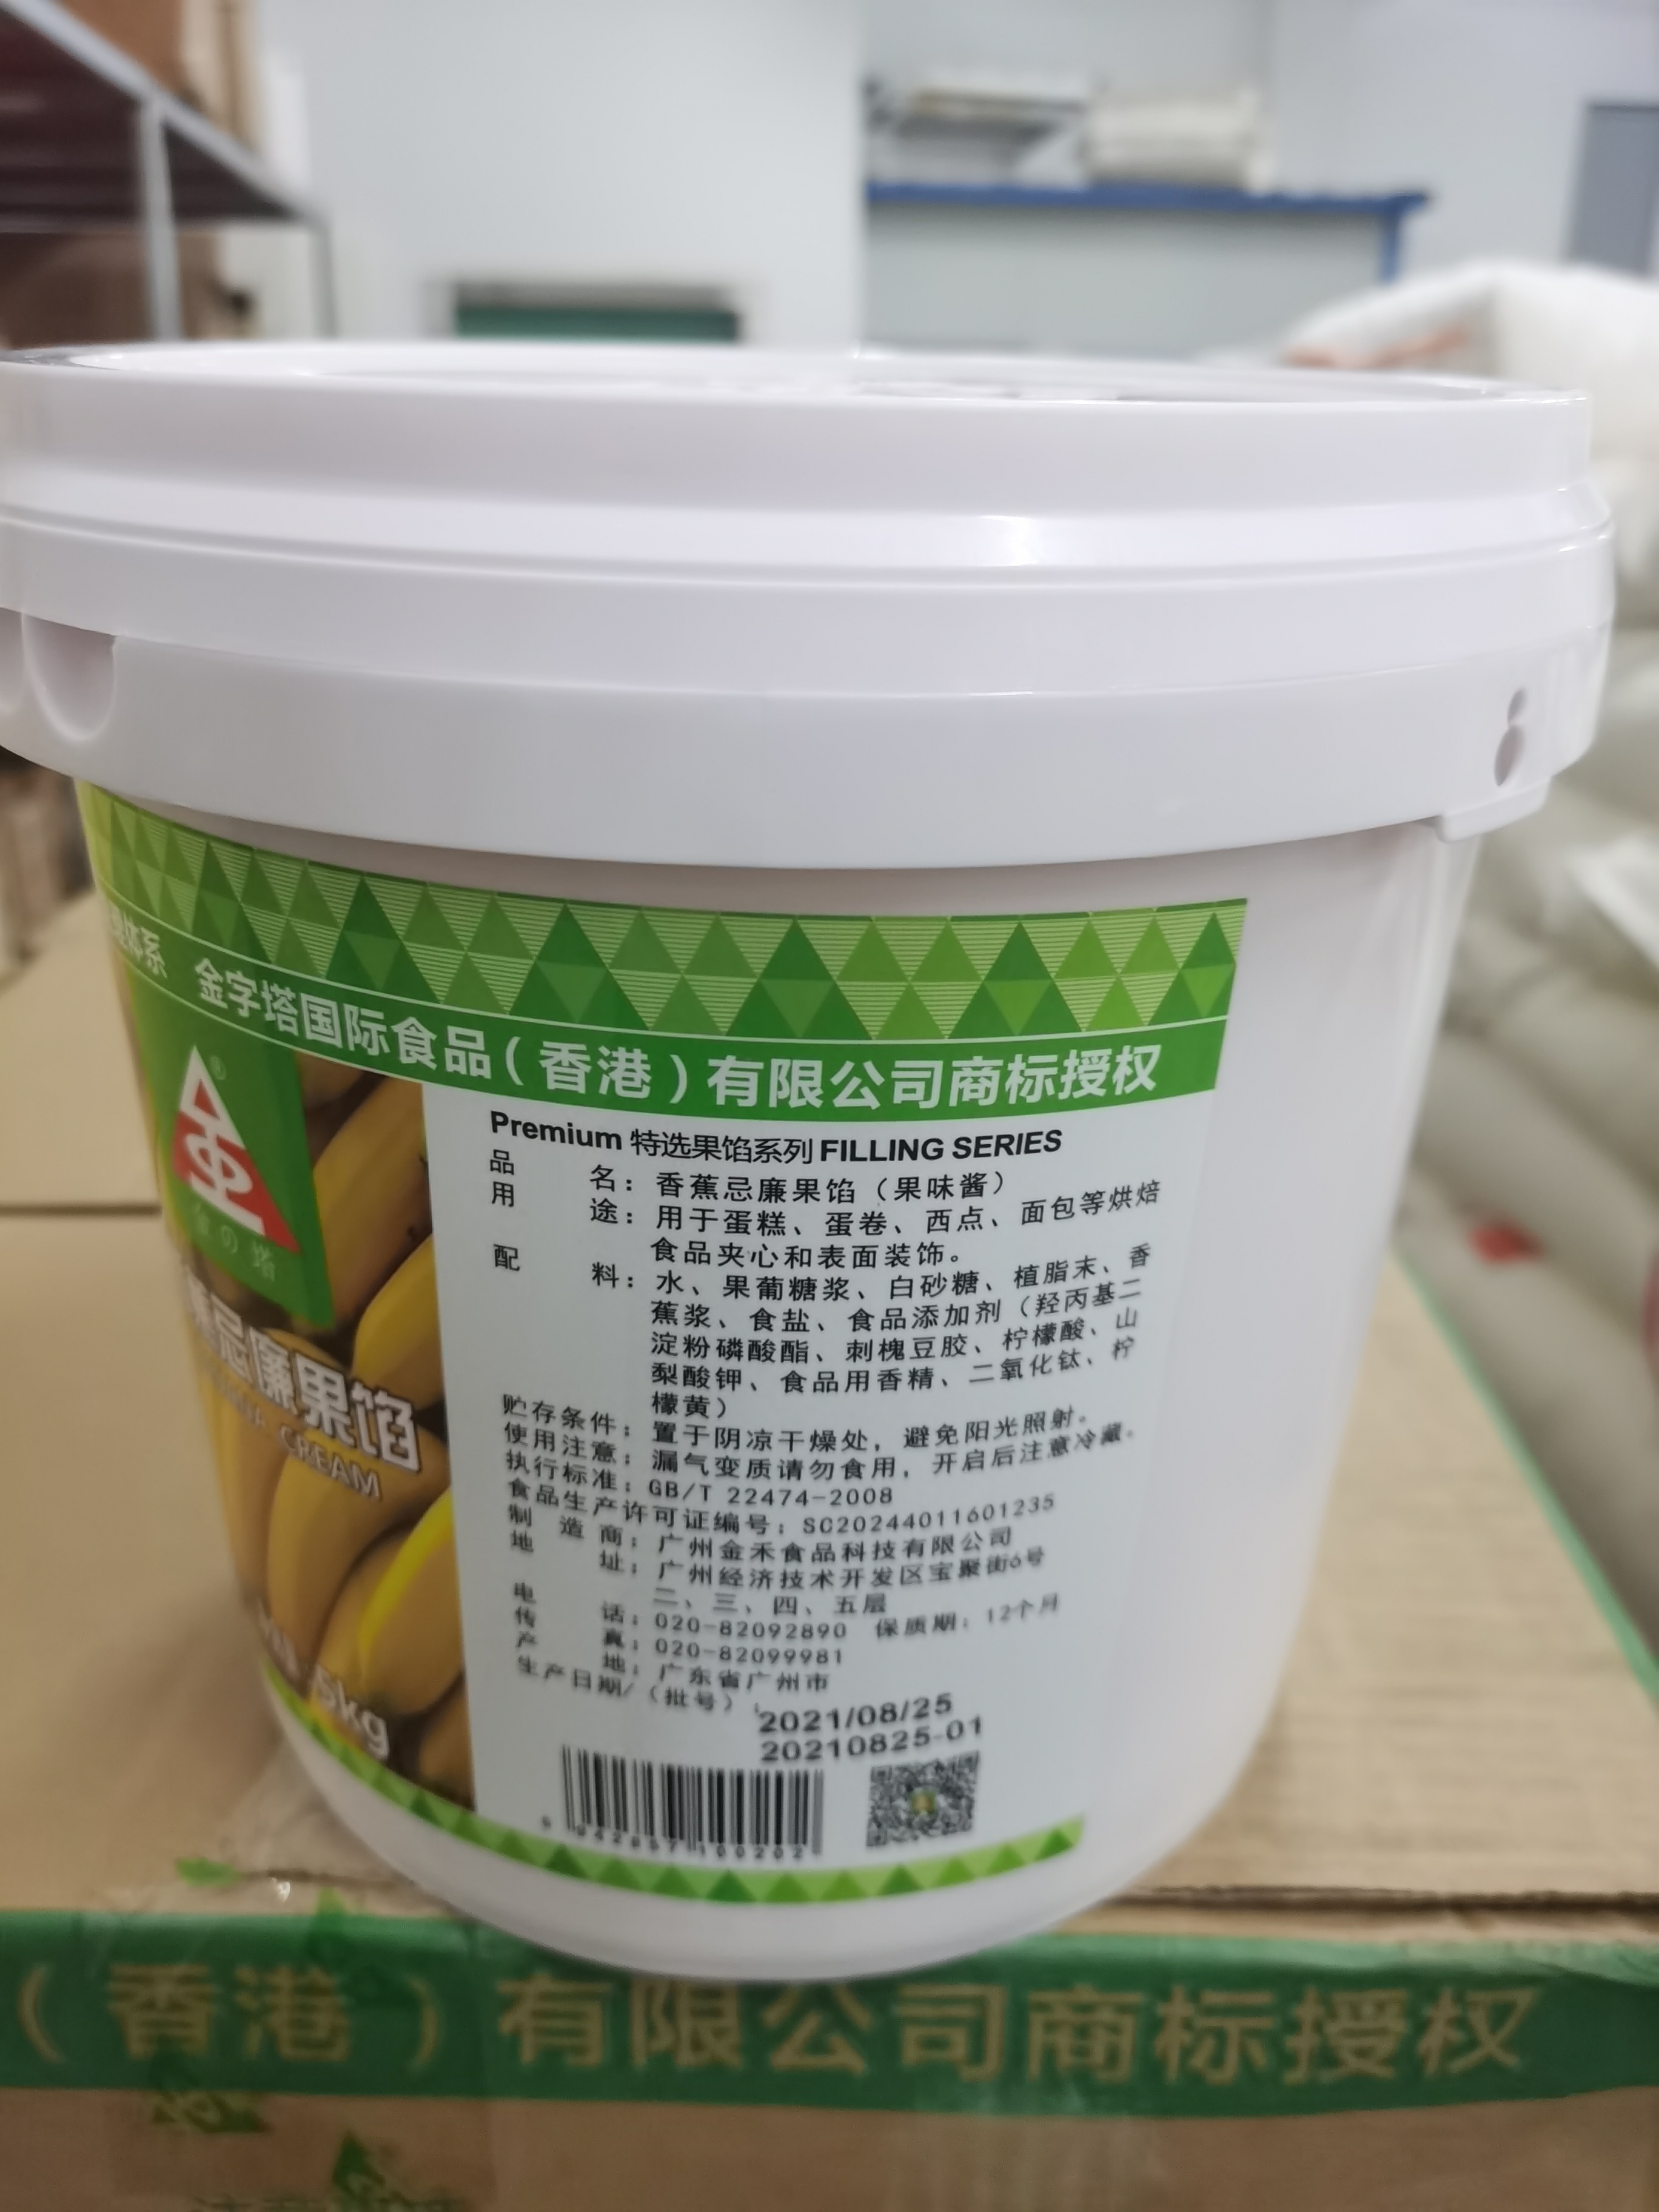 体系 金字塔国际食品(香港)有限公司商标授权
®
金の塔
忌廉果馅
CREAM
5kg
Premium 特选果馅系列 FILLING SERIES
品 名：香蕉忌廉果馅（果味酱）
用 途：用于蛋糕、蛋卷、西点、面包等烘焙
食品夹心和表面装饰。
配 料：水、果葡糖浆、白砂糖、植脂末、香
蕉浆、食盐、食品添加剂（羟丙基二
淀粉磷酸酯、刺槐豆胶、柠檬酸、山
梨酸钾、食品用香精、二氧化钛、柠
檬黄）
贮存条件：置于阴凉干燥处，避免阳光照射。
使用注意：漏气变质请勿食用，开启后注意冷藏。
执行标准：GB/T 22474-2008
食品生产许可证编号：SC20244011601235
制 造 商：广州金禾食品科技有限公司
地 址：广州经济技术开发区宝聚街6号
二、三、四、五层
电 话：020-82092890 保质期：12个月
传 真：020-82099981
产 地：广东省广州市
生产日期/（批号）：
2021/08/25
20210825-01
（香港）有限公司商标授权